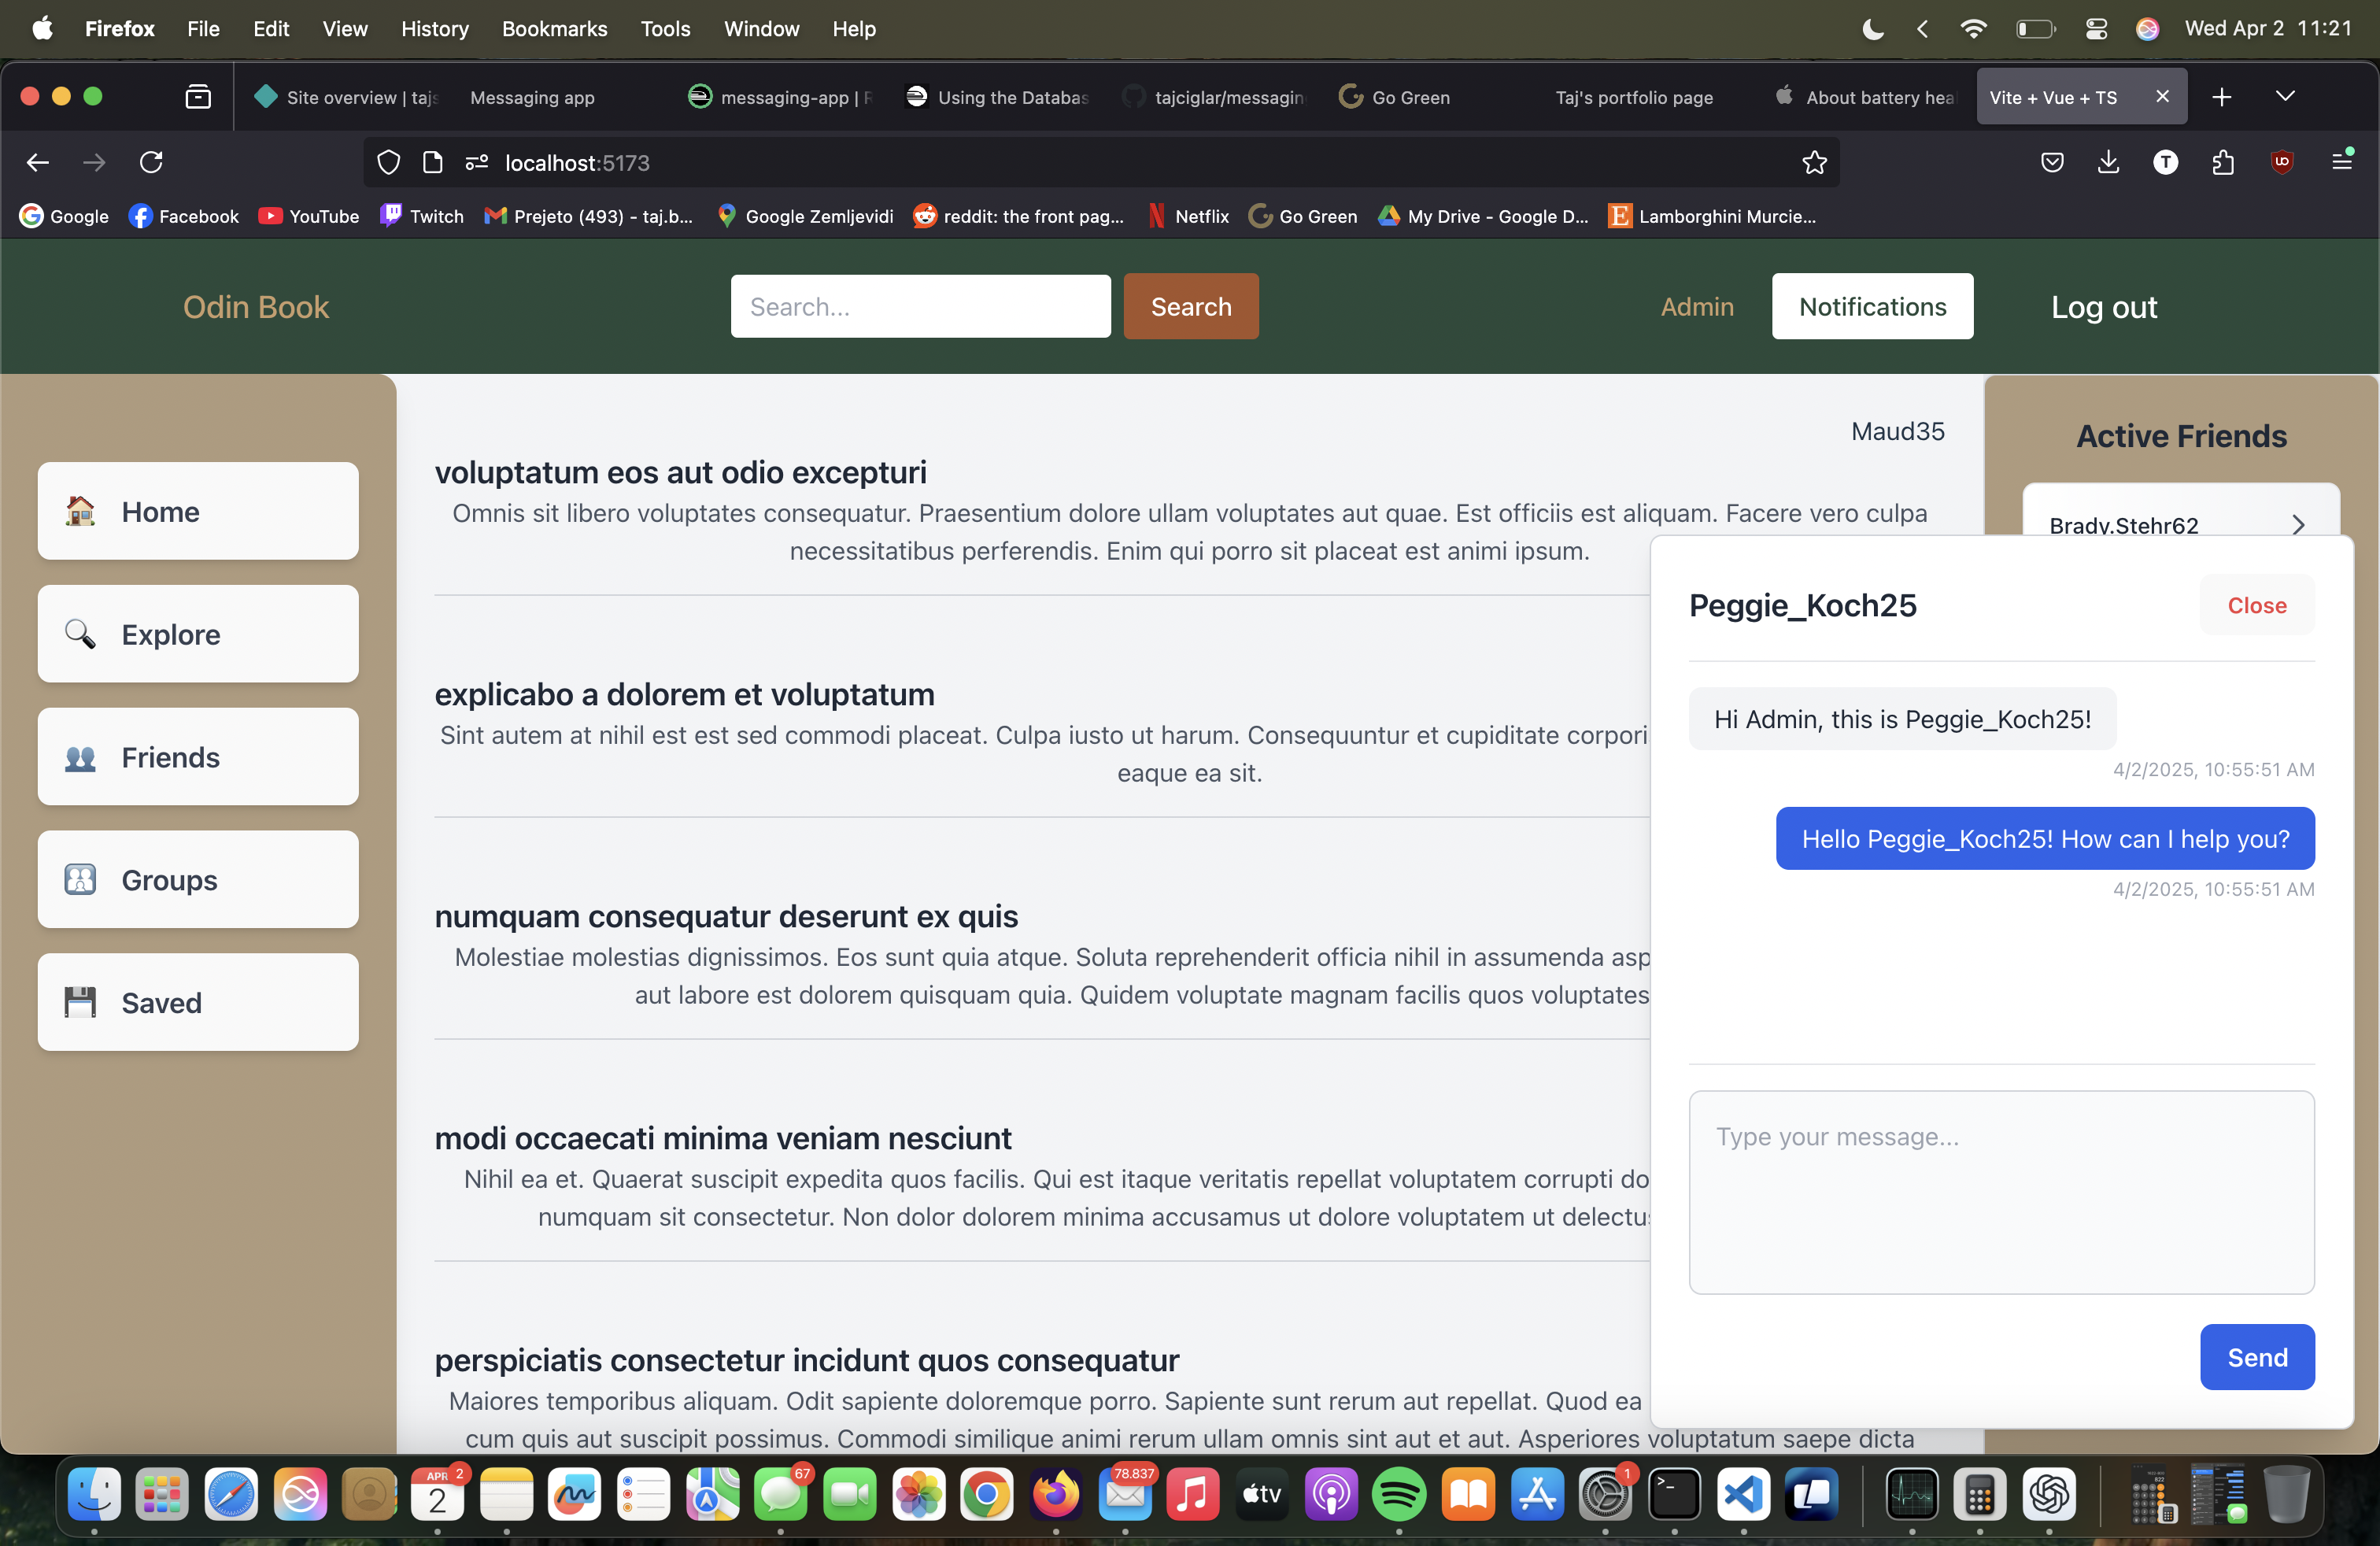 Firefox File Edit View History Bookmarks Tools Window Help
Wed Apr 2 11:21
Site overview | tajs
Messaging app
messaging-app | R
Using the Databas
tajciglar/messagin
Go Green
Taj's portfolio page
About battery heal
Vite + Vue + TS
localhost:5173
T
Google
Facebook
YouTube
Twitch
Prejeto (493) - taj.b...
Google Zemljevidi
reddit: the front pag...
Netflix
Go Green
My Drive - Google D...
Lamborghini Murcie...
Odin Book
Search...
Search
Admin
Notifications
Log out
Home
Explore
Friends
Groups
Saved
Maud35
voluptatum eos aut odio excepturi
Omnis sit libero voluptates consequatur. Praesentium dolore ullam voluptates aut quae. Est officiis est aliquam. Facere vero culpa
necessitatibus perferendis. Enim qui porro sit placeat est animi ipsum.
explicabo a dolorem et voluptatum
Sint autem at nihil est est sed commodi placeat. Culpa iusto ut harum. Consequuntur et cupiditate corpori
eaque ea sit.
numquam consequatur deserunt ex quis
Molestiae molestias dignissimos. Eos sunt quia atque. Soluta reprehenderit officia nihil in assumenda asp
aut labore est dolorem quisquam quia. Quidem voluptate magnam facilis quos voluptates
modi occaecati minima veniam nesciunt
Nihil ea et. Quaerat suscipit expedita quos facilis. Qui est itaque veritatis repellat voluptatem corrupti do
numquam sit consectetur. Non dolor dolorem minima accusamus ut dolore voluptatem ut delectus
perspiciatis consectetur incidunt quos consequatur
Maiores temporibus aliquam. Odit sapiente doloremque porro. Sapiente sunt rerum aut repellat. Quod ea
cum quis aut suscipit possimus. Commodi similique animi rerum ullam omnis sint aut et aut. Asperiores voluptatum saepe dicta
Active Friends
Brady.Stehr62
Peggie_Koch25
Close
Hi Admin, this is Peggie_Koch25!
4/2/2025, 10:55:51 AM
Hello Peggie_Koch25! How can I help you?
4/2/2025, 10:55:51 AM
Type your message...
Send
APR
2
2
67
78.837
tv
1